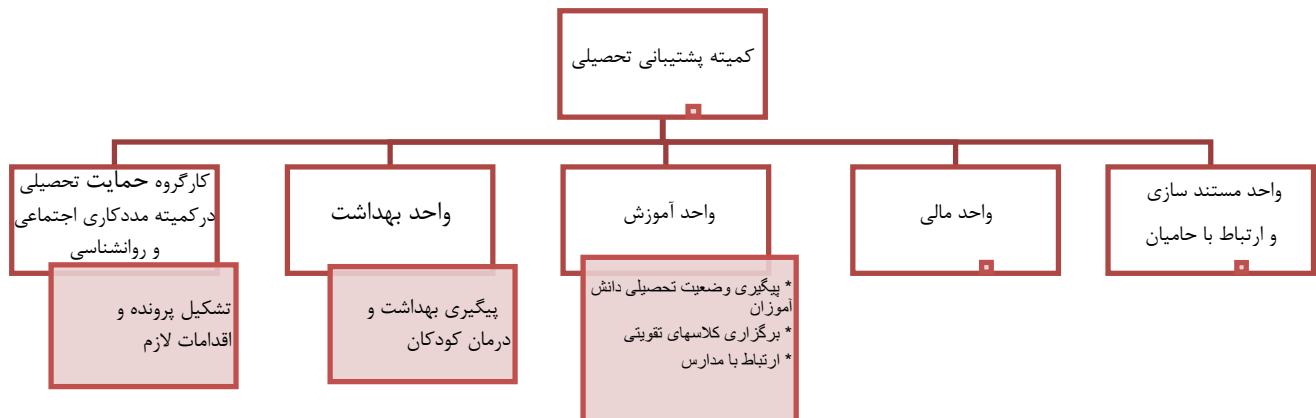 کمیته پشتیبانی تحصیلی
واحد مستند سازی
و ارتباط با حامیان
واحد مالی
واحد آموزش
* پیگیری وضعیت تحصیلی دانش
آموزان
* برگزاری کلاسهای تقویتی
* ارتباط با مدارس
واحد بهداشت
پیگیری بهداشت و
درمان کودکان
کارگروه حمایت تحصیلی
درکمیته مددکاری اجتماعی
و روانشناسی
تشکیل پرونده و
اقدامات لازم